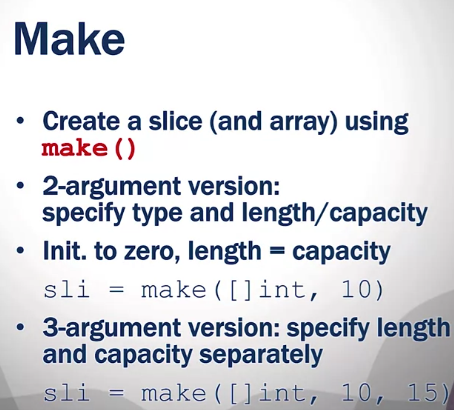 Make
• Create a slice (and array) using
make()
• 2-argument version:
specify type and length/capacity
• Init. to zero, length = capacity
sli = make([]int, 10)
• 3-argument version: specify length
and capacity separately
sli = make([]int, 10, 15)